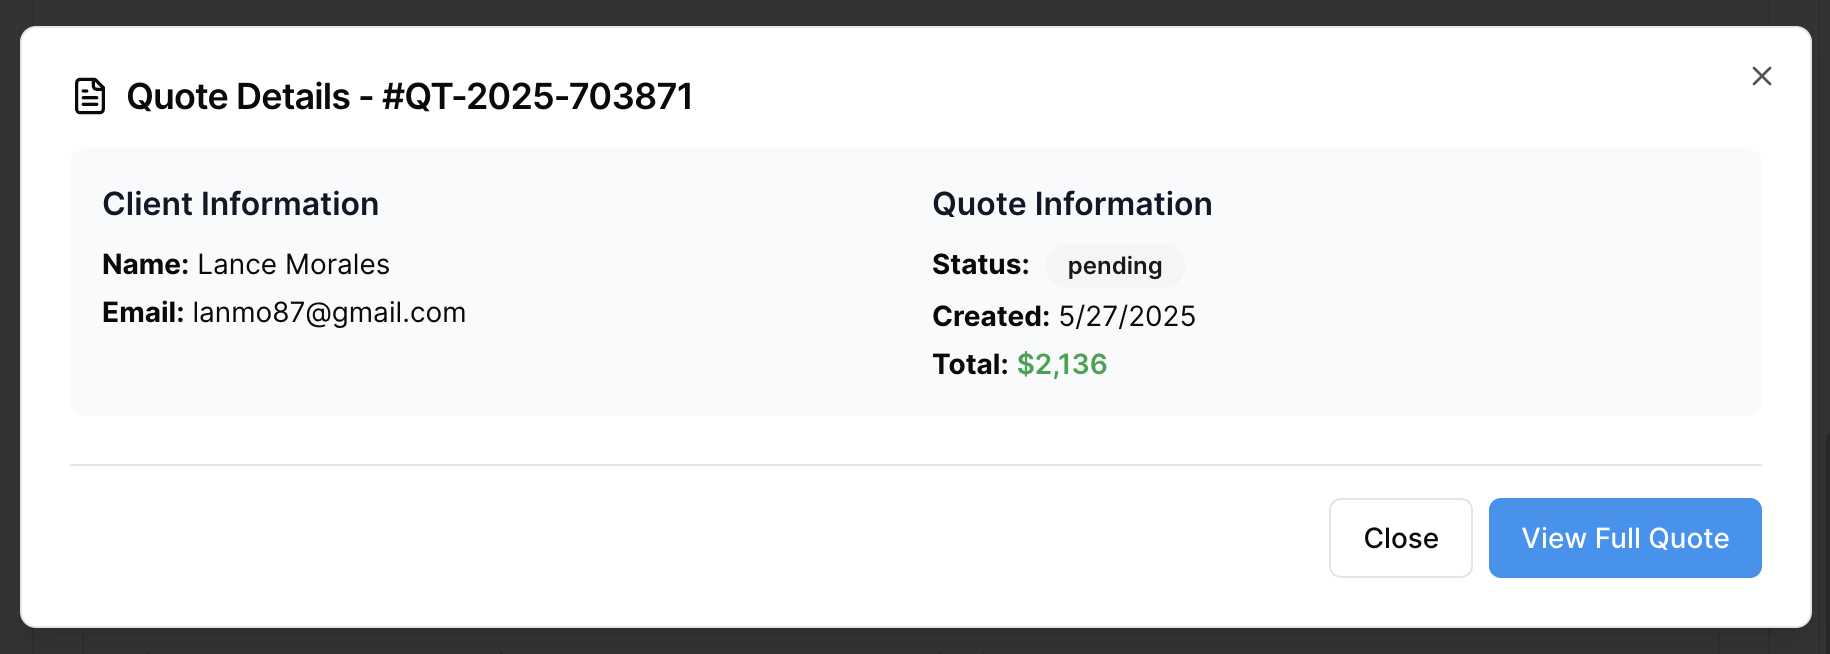 Quote Details - #QT-2025-703871
Client Information
Name: Lance Morales
Email: lanmo87@gmail.com
Quote Information
Status: pending
Created: 5/27/2025
Total: $2,136
Close
View Full Quote